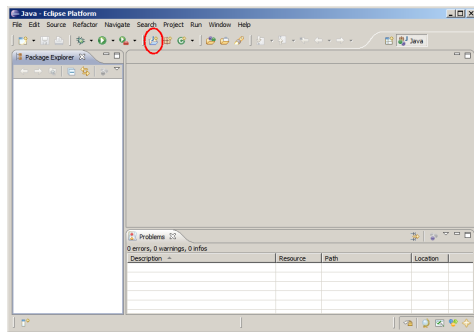 Java - Eclipse Platform
File Edit Source Refactor Navigate Search Project Run Window Help
Java
Package Explorer
Problems
0 errors, 0 warnings, 0 infos
Description Resource Path Location